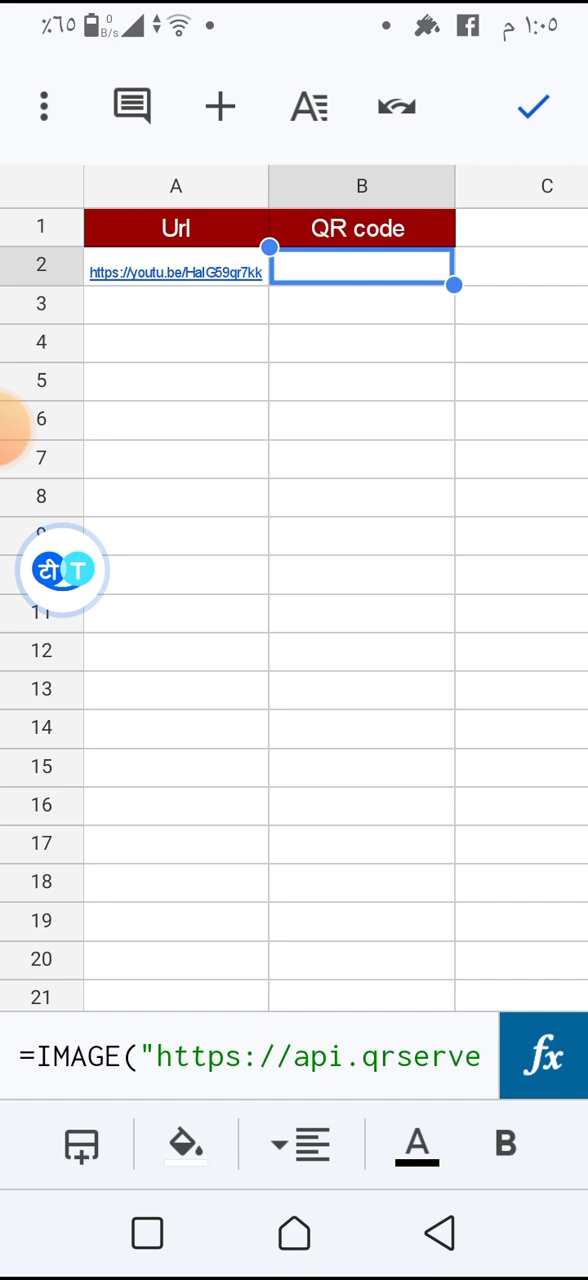 ٪٦٥ 0 B/s ١:٠٥ م
A B C
1 Url QR code
2 https://youtu.be/HalG59qr7kk
3
4
5
6
7
8
9
टी T
11
12
13
14
15
16
17
18
19
20
21
=IMAGE("https://api.qrserve fx
A B